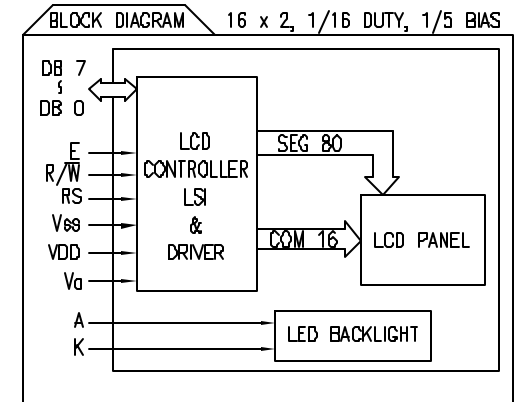 BLOCK DIAGRAM
16 x 2, 1/16 DUTY, 1/5 BIAS
DB 7
DB 0
E
R/W̅
RS
Vss
VDD
Vo
A
K
LCD
CONTROLLER
LSI
&
DRIVER
SEG 80
COM 16
LCD PANEL
LED BACKLIGHT